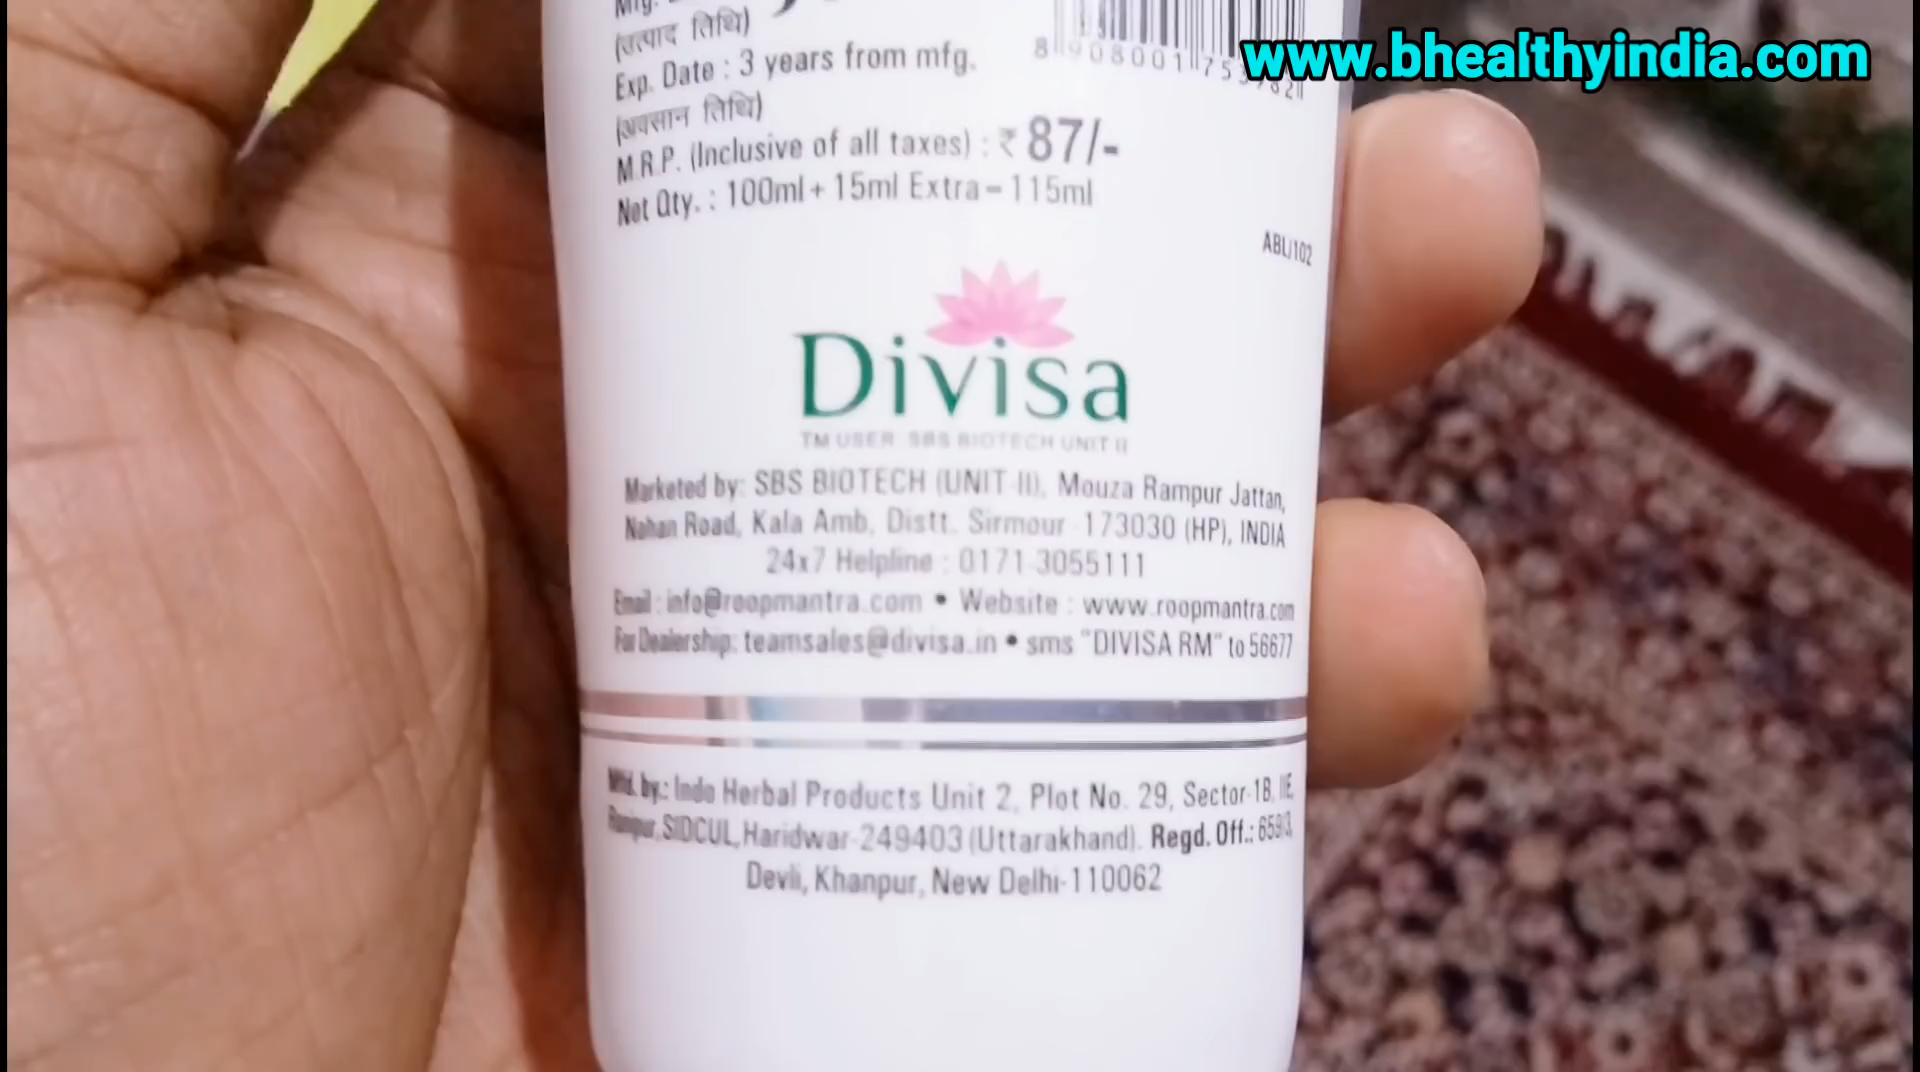 www.bhealthyindia.com
Mfg.
(उत्पाद तिथि)
Exp. Date : 3 years from mfg.
(अवसान तिथि)
M.R.P. (Inclusive of all taxes) : ₹ 87/-
Net Qty. : 100ml + 15ml Extra = 115ml
ABL/102
Divisa
TM USER SBS BIOTECH UNIT II
Marketed by: SBS BIOTECH (UNIT-II), Mouza Rampur Jattan,
Nahan Road, Kala Amb, Distt. Sirmour - 173030 (HP), INDIA
24x7 Helpline : 0171-3055111
Email : info@roopmantra.com • Website : www.roopmantra.com
For Dealership: teamsales@divisa.in • sms "DIVISA RM" to 56677
Mfd. by.: Indo Herbal Products Unit 2, Plot No. 29, Sector-1B, IIE,
Ranipur, SIDCUL, Haridwar-249403 (Uttarakhand). Regd. Off.:
Devli, Khanpur, New Delhi-110062